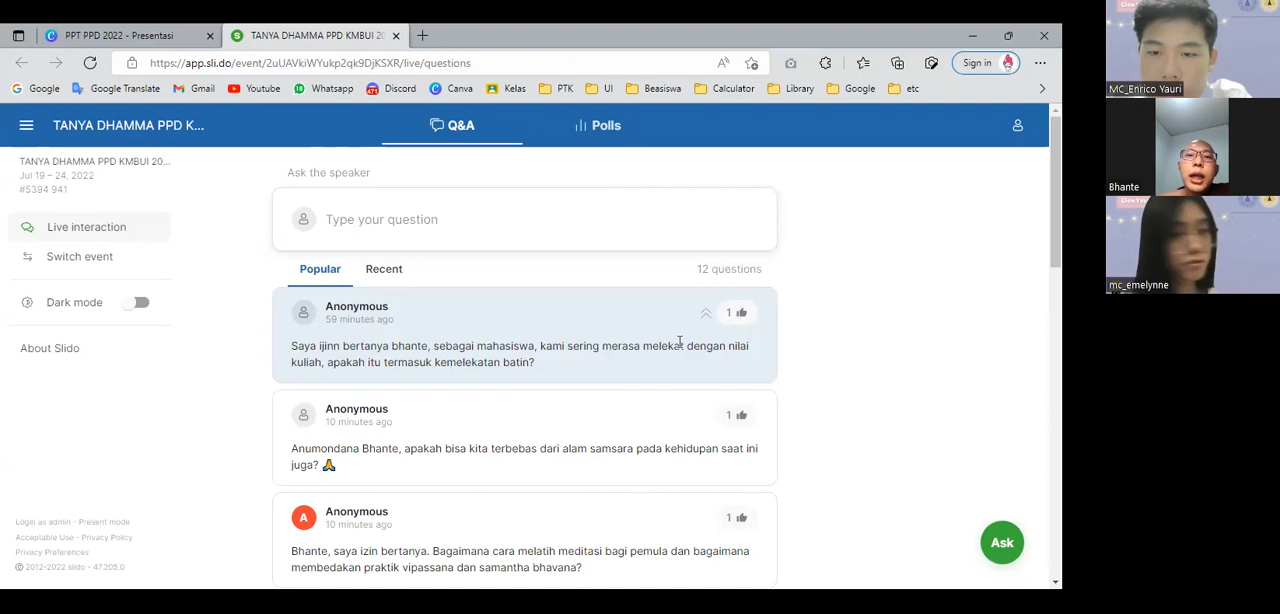 PPT PPD 2022 - Presentasi
TANYA DHAMMA PPD KMBUI 20
https://app.sli.do/event/2uUAVkiWYukp2qk9DjKSXR/live/questions
Sign in
Google
Google Translate
Gmail
Youtube
Whatsapp
Discord
Canva
Kelas
PTK
UI
Beasiswa
Calculator
Library
Google
etc
TANYA DHAMMA PPD K...
Q&A
Polls
TANYA DHAMMA PPD KMBUI 20...
Jul 19 – 24, 2022
#5394 941
Live interaction
Switch event
Dark mode
About Slido
Login as admin - Present mode
Acceptable Use - Privacy Policy
Privacy Preferences
© 2012-2022 slido - 47.205.0
Ask the speaker
Type your question
Popular
Recent
12 questions
Anonymous
59 minutes ago
1
Saya ijinn bertanya bhante, sebagai mahasiswa, kami sering merasa melekat dengan nilai
kuliah, apakah itu termasuk kemelekatan batin?
Anonymous
10 minutes ago
1
Anumondana Bhante, apakah bisa kita terbebas dari alam samsara pada kehidupan saat ini
juga? 🙏
A
Anonymous
10 minutes ago
1
Bhante, saya izin bertanya. Bagaimana cara melatih meditasi bagi pemula dan bagaimana
membedakan praktik vipassana dan samantha bhavana?
Ask
MC_Enrico Yauri
Bhante
mc_emelynne